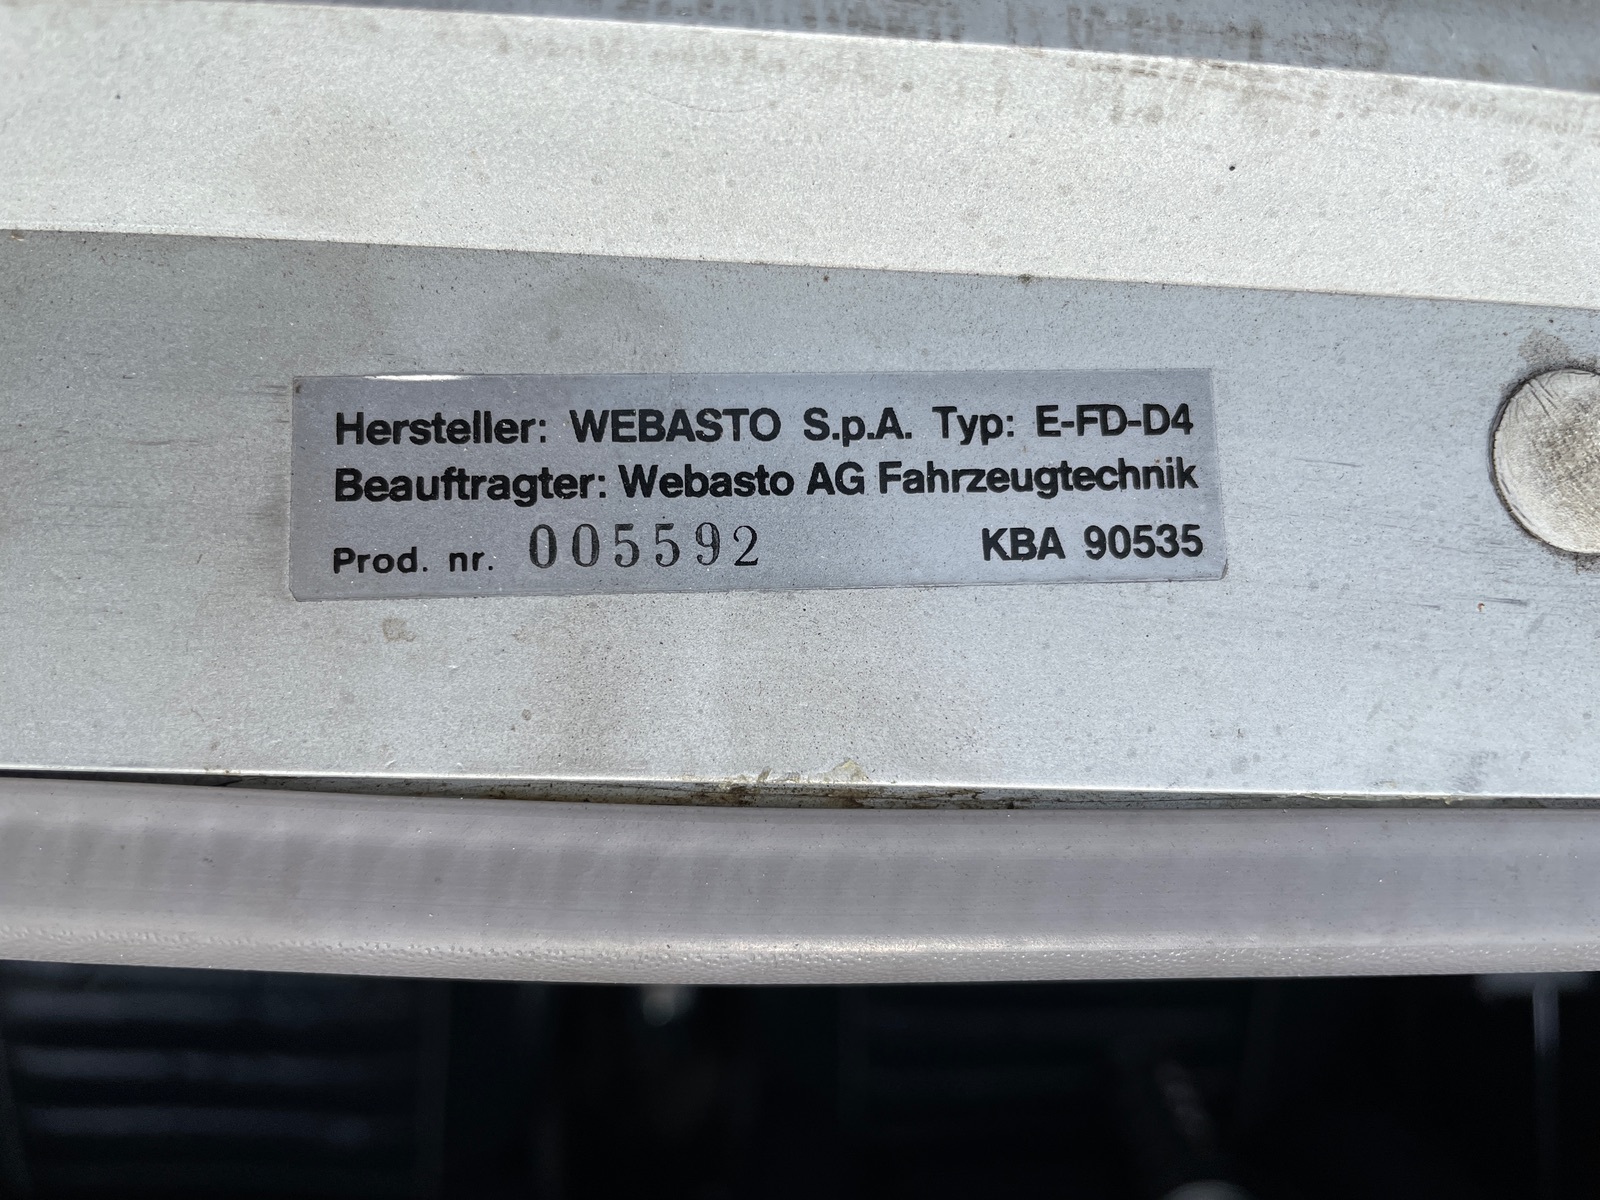 Hersteller: WEBASTO S.p.A. Typ: E-FD-D4
Beauftragter: Webasto AG Fahrzeugtechnik
Prod. nr. 005592 KBA 90535